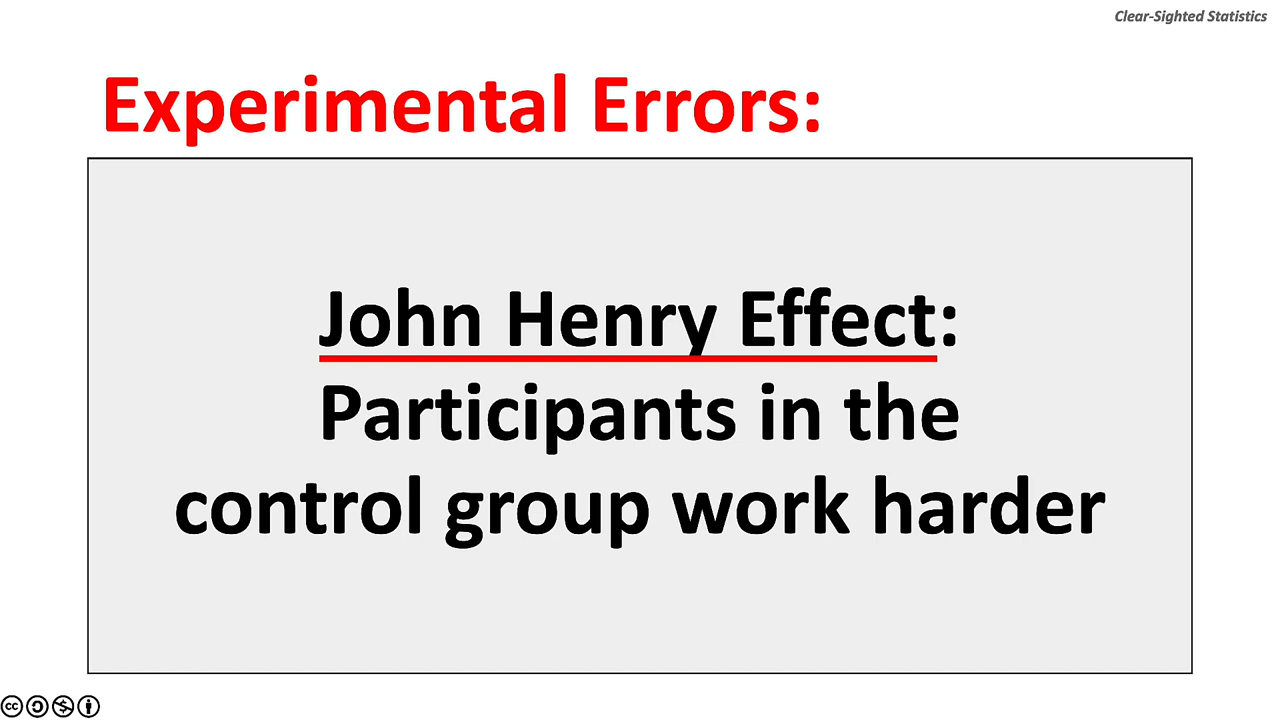 Clear-Sighted Statistics
Experimental Errors:
John Henry Effect:
Participants in the
control group work harder